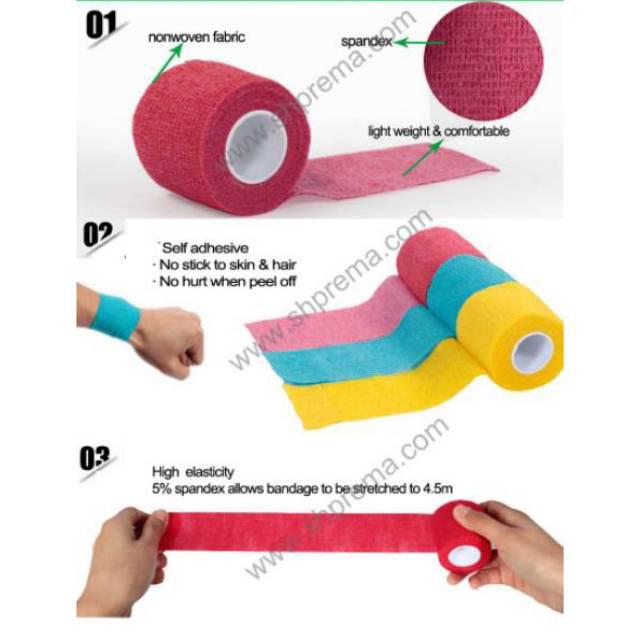 01
nonwoven fabric
spandex
light weight & comfortable
www.shprema.com
02
Self adhesive
· No stick to skin & hair
· No hurt when peel off
www.shprema.com
03
High elasticity
5% spandex allows bandage to be stretched to 4.5m
www.shprema.com